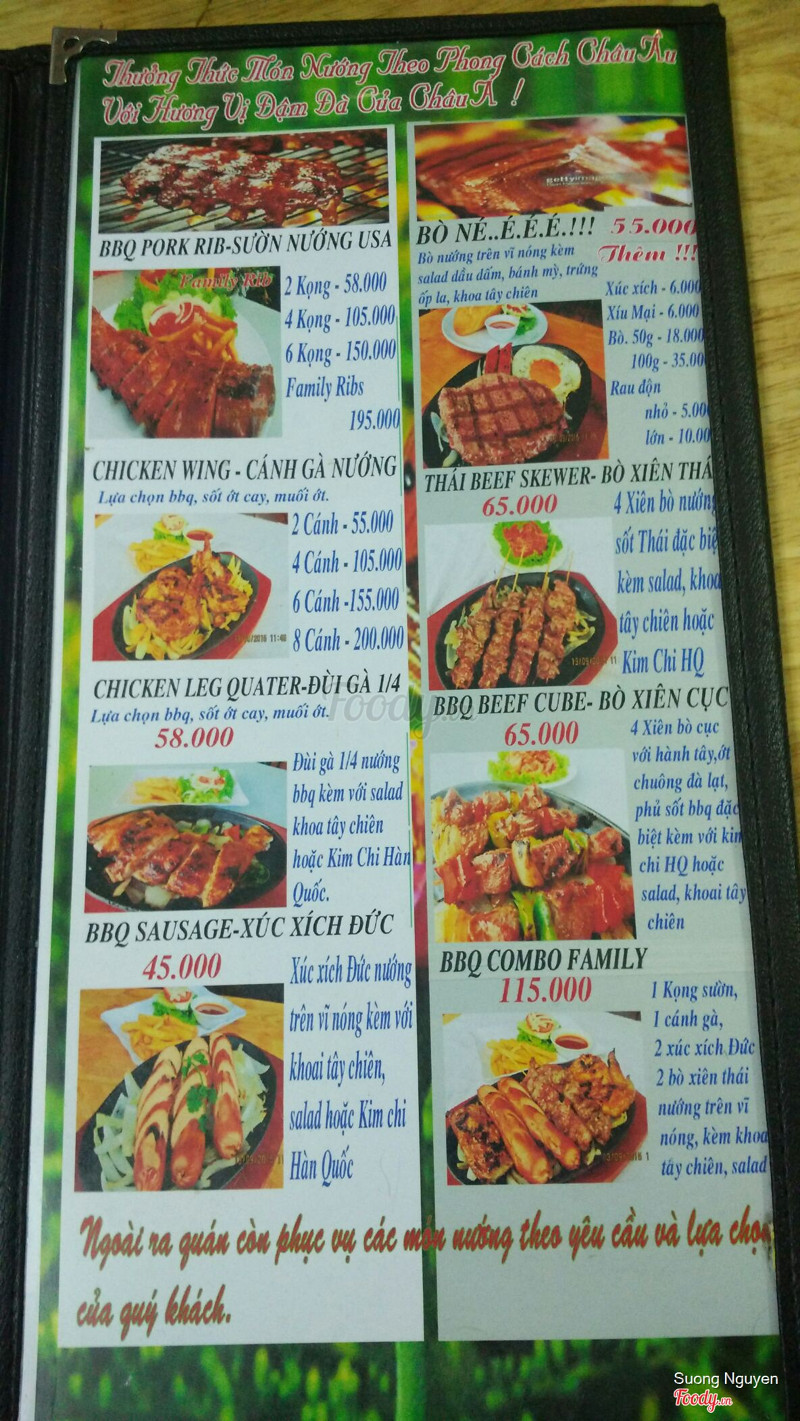 Thưởng Thức Món Nướng Theo Phong Cách Châu Âu
Với Hương Vị Đậm Đà Của Châu Á !
BBQ PORK RIB-SƯỜN NƯỚNG USA
Family Rib
2 Kọng - 58.000
4 Kọng - 105.000
6 Kọng - 150.000
Family Ribs
195.000
CHICKEN WING - CÁNH GÀ NƯỚNG
Lựa chọn bbq, sốt ớt cay, muối ớt.
2 Cánh - 55.000
4 Cánh - 105.000
6 Cánh -155.000
8 Cánh - 200.000
CHICKEN LEG QUATER-ĐÙI GÀ 1/4
Lựa chọn bbq, sốt ớt cay, muối ớt.
58.000
Đùi gà 1/4 nướng
bbq kèm với salad
khoa tây chiên
hoặc Kim Chi Hàn
Quốc.
BBQ SAUSAGE-XÚC XÍCH ĐỨC
45.000
Xúc xích Đức nướng
trên vĩ nóng kèm với
khoai tây chiên,
salad hoặc Kim chi
Hàn Quốc
BÒ NÉ..É.É.É.!!! 55.000
Bò nướng trên vĩ nóng kèm
salad dầu dấm, bánh mỳ, trứng
ốp la, khoa tây chiên
Thêm !!!
Xúc xích - 6.000
Xíu Mại - 6.000
Bò. 50g - 18.000
100g - 35.000
Rau độn
nhỏ - 5.000
lớn - 10.00
THÁI BEEF SKEWER- BÒ XIÊN THÁ
65.000
4 Xiên bò nướng
sốt Thái đặc biệ
kèm salad, khoa
tây chiên hoặc
Kim Chi HQ
BBQ BEEF CUBE- BÒ XIÊN CỤC
65.000
4 Xiên bò cục
với hành tây,ớt
chuông đà lạt,
phủ sốt bbq đặc
biệt kèm với kim
chi HQ hoặc
salad, khoai tây
chiên
BBQ COMBO FAMILY
115.000
1 Kọng sườn,
1 cánh gà,
2 xúc xích Đức
2 bò xiên thái
nướng trên vĩ
nóng, kèm khoa
tây chiên, salad
Ngoài ra quán còn phục vụ các món nướng theo yêu cầu và lựa chọn
của quý khách.
Foody
Suong Nguyen
Foody.vn